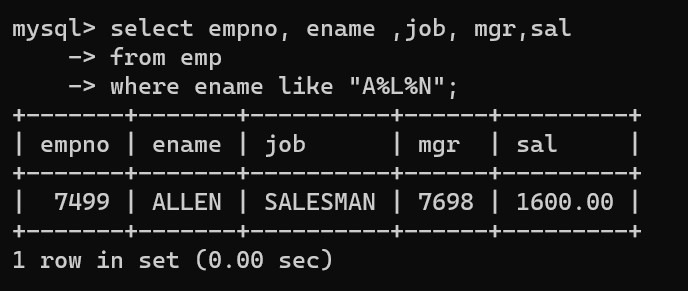 mysql> select empno, ename ,job, mgr,sal
    -> from emp
    -> where ename like "A%L%N";
+-------+-------+----------+------+---------+
| empno | ename | job      | mgr  | sal     |
+-------+-------+----------+------+---------+
|  7499 | ALLEN | SALESMAN | 7698 | 1600.00 |
+-------+-------+----------+------+---------+
1 row in set (0.00 sec)